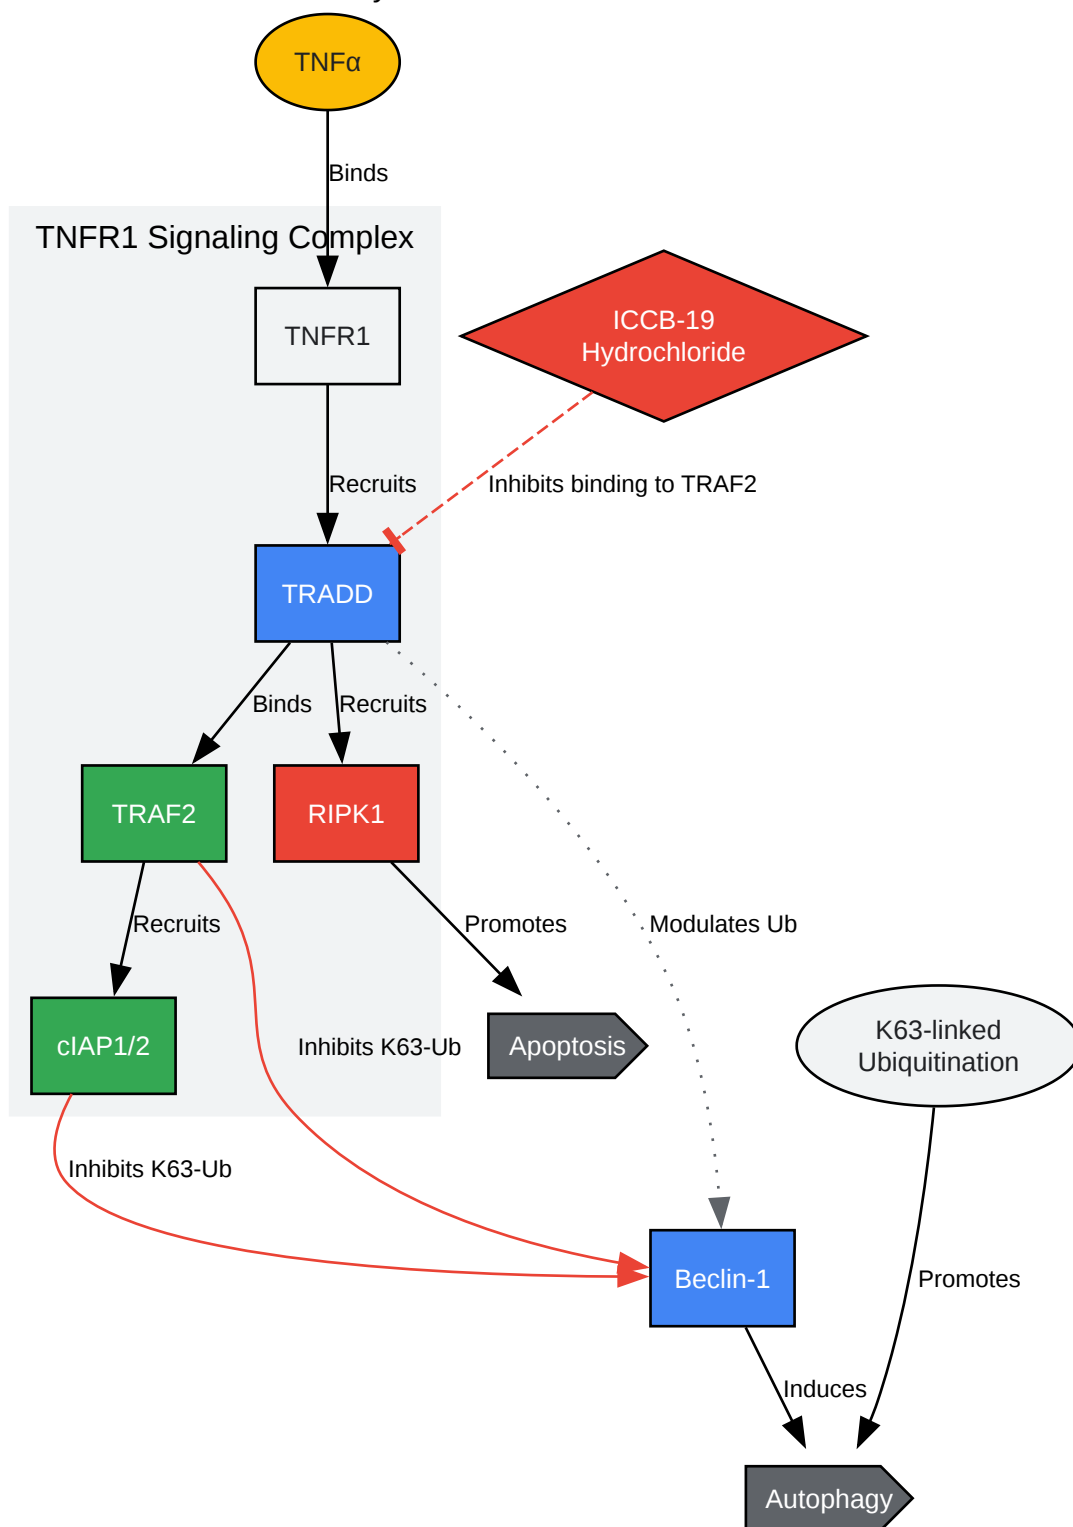 TNFα
Binds
TNFR1 Signaling Complex
TNFR1
ICCB-19
Hydrochloride
Recruits
Inhibits binding to TRAF2
TRADD
Binds
Recruits
TRAF2
RIPK1
Recruits
Promotes
Modulates Ub
cIAP1/2
Inhibits K63-Ub
Apoptosis
K63-linked
Ubiquitination
Inhibits K63-Ub
Beclin-1
Promotes
Induces
Autophagy